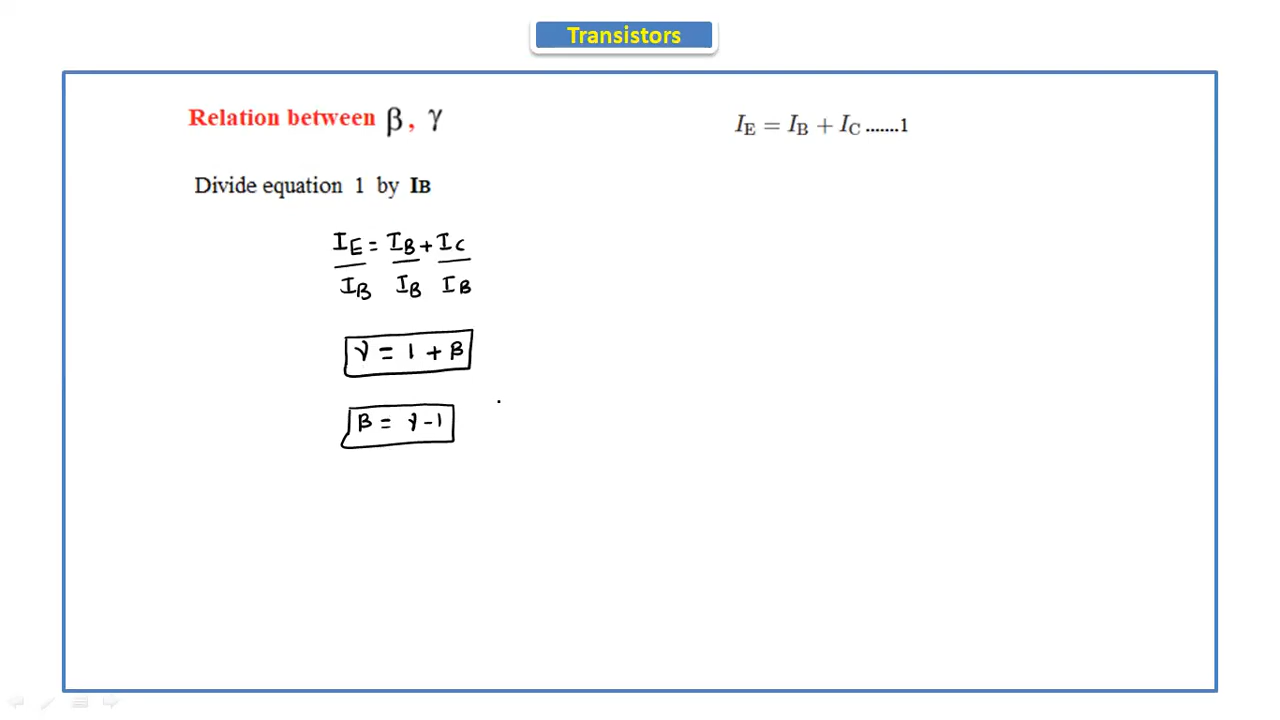 Transistors
Relation between β, γ
I_E = I_B + I_C .......1
Divide equation 1 by IB
I_E = I_B + I_C
I_B I_B I_B
γ = 1 + β
β = γ - 1